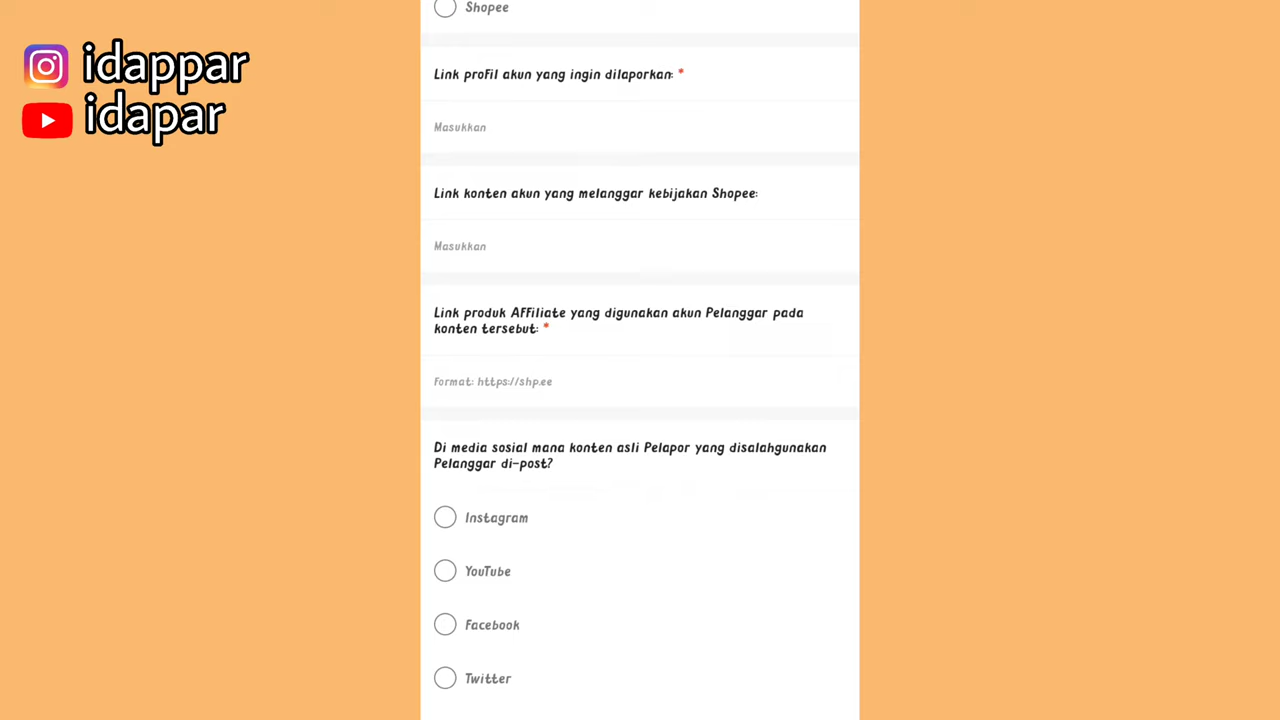 idappar
idapar
Shopee
Link profil akun yang ingin dilaporkan: *
Masukkan
Link konten akun yang melanggar kebijakan Shopee:
Masukkan
Link produk Affiliate yang digunakan akun Pelanggar pada
konten tersebut: *
Format: https://shp.ee
Di media sosial mana konten asli Pelapor yang disalahgunakan
Pelanggar di-post?
Instagram
YouTube
Facebook
Twitter